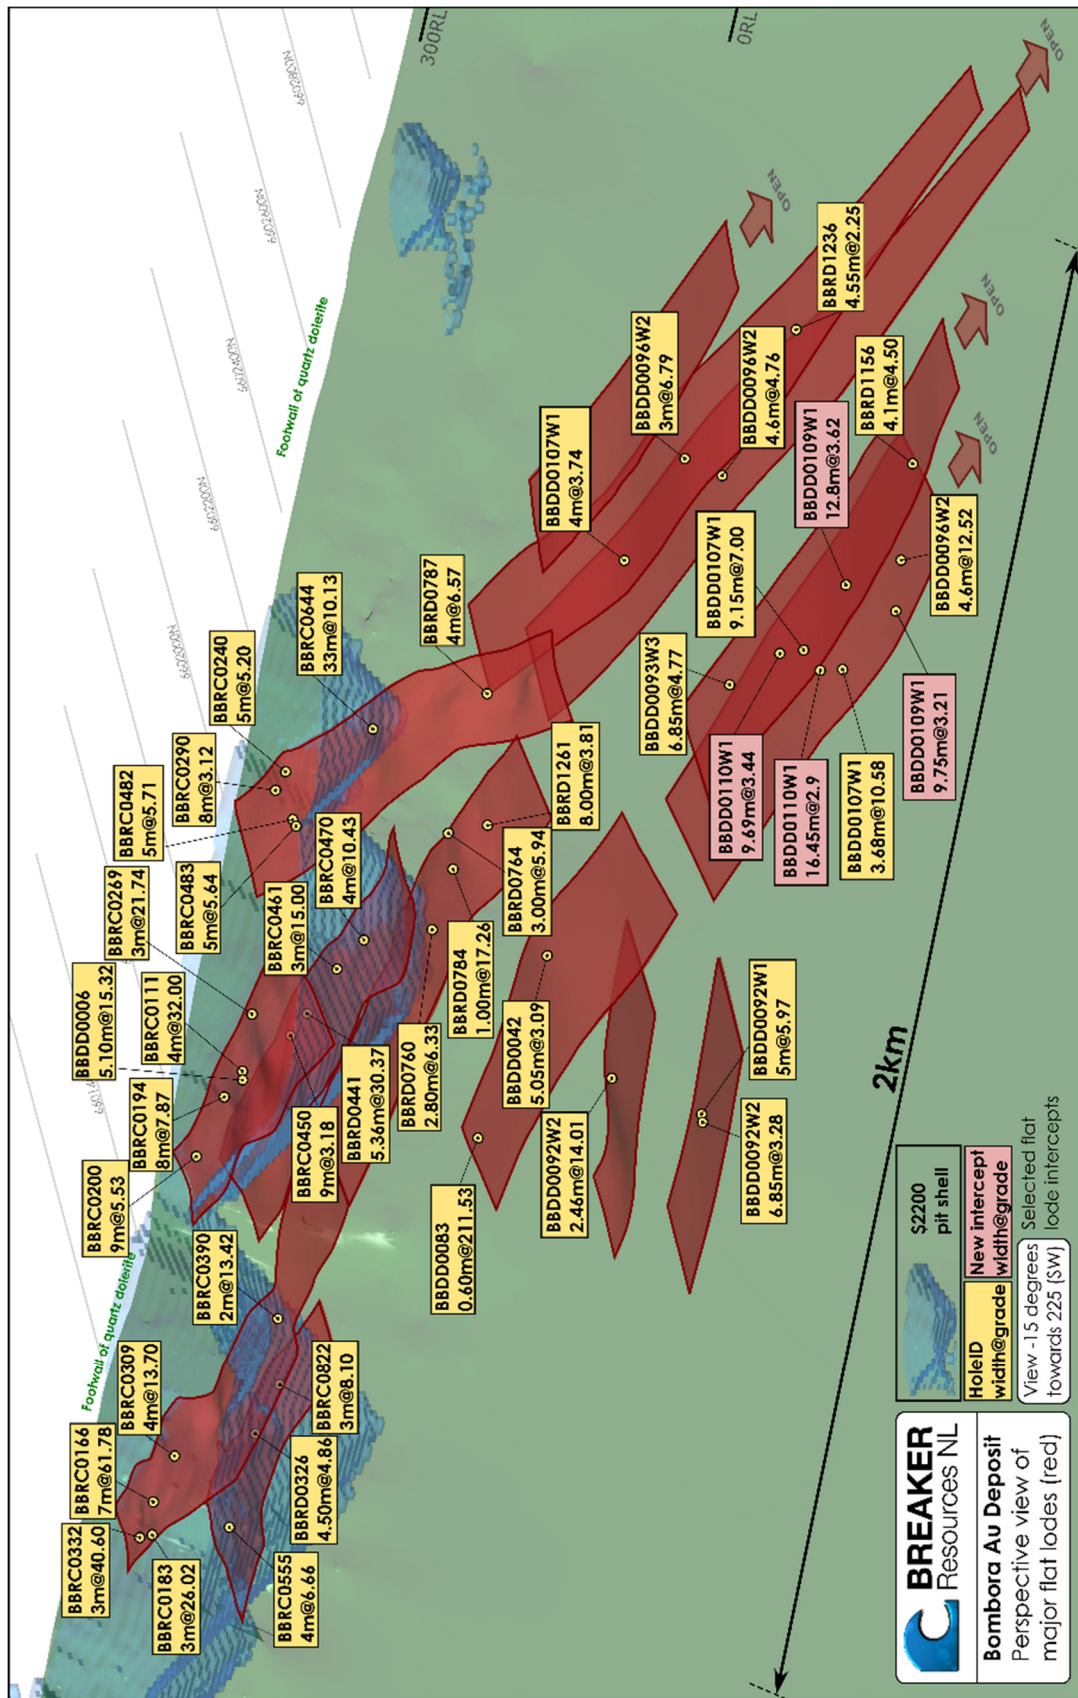 6601
6602000N
6602200N
6602400N
6602600N
6602800N
Footwall of quartz dolerite
Footwall of quartz dolerite
300RL
0RL
BBRC0332
3m@40.60
BBRC0166
7m@61.78
BBRC0309
4m@13.70
BBRC0183
3m@26.02
BBRC0555
4m@6.66
BBRD0326
4.50m@4.86
BBRC0822
3m@8.10
BBRC0390
2m@13.42
BBRC0200
9m@5.53
BBRC0194
8m@7.87
BBDD0006
5.10m@15.32
BBRC0111
4m@32.00
BBRC0269
3m@21.74
BBRC0482
5m@5.71
BBRC0290
8m@3.12
BBRC0240
5m@5.20
BBRC0483
5m@5.64
BBRC0461
3m@15.00
BBRC0470
4m@10.43
BBRC0644
33m@10.13
BBRC0450
9m@3.18
BBRD0441
5.36m@30.37
BBRD0760
2.80m@6.33
BBRD0784
1.00m@17.26
BBRD0764
3.00m@5.94
BBRD1261
8.00m@3.81
BBRD0787
4m@6.57
BBDD0083
0.60m@211.53
BBDD0042
5.05m@3.09
BBDD0092W2
2.46m@14.01
BBDD0092W2
6.85m@3.28
BBDD0092W1
5m@5.97
BBDD0107W1
4m@3.74
BBDD0096W2
3m@6.79
BBDD0096W2
4.6m@4.76
BBRD1236
4.55m@2.25
BBDD0093W3
6.85m@4.77
BBDD0107W1
9.15m@7.00
BBDD0109W1
12.8m@3.62
BBRD1156
4.1m@4.50
BBDD0110W1
9.69m@3.44
BBDD0110W1
16.45m@2.9
BBDD0107W1
3.68m@10.58
BBDD0109W1
9.75m@3.21
BBDD0096W2
4.6m@12.52
OPEN
OPEN
OPEN
OPEN
2km
BREAKER
Resources NL
Bombora Au Deposit
Perspective view of
major flat lodes (red)
$2200
pit shell
HoleID
width@grade
New intercept
width@grade
View -15 degrees
towards 225 (SW)
Selected flat
lode intercepts